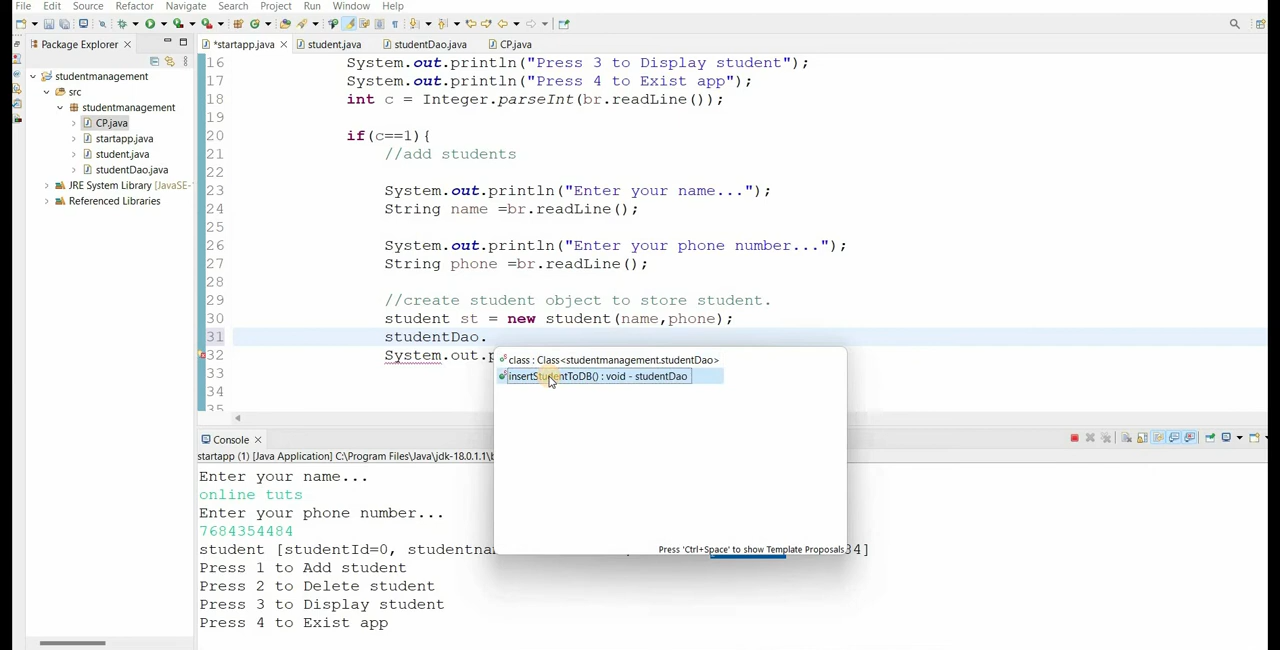 File Edit Source Refactor Navigate Search Project Run Window Help
Package Explorer
*startapp.java student.java studentDao.java CP.java
studentmanagement
src
studentmanagement
CP.java
startapp.java
student.java
studentDao.java
JRE System Library [JavaSE-
Referenced Libraries
16 System.out.println("Press 3 to Display student");
17 System.out.println("Press 4 to Exist app");
18 int c = Integer.parseInt(br.readLine());
19
20 if(c==1){
21 //add students
22
23 System.out.println("Enter your name...");
24 String name =br.readLine();
25
26 System.out.println("Enter your phone number...");
27 String phone =br.readLine();
28
29 //create student object to store student.
30 student st = new student(name,phone);
31 studentDao.
32 System.out.p
33
34
35
class : Class<studentmanagement.studentDao>
insertStudentToDB() : void - studentDao
Press 'Ctrl+Space' to show Template Proposals
Console
startapp (1) [Java Application] C:\Program Files\Java\jdk-18.0.1.1\b
Enter your name...
online tuts
Enter your phone number...
7684354484
student [studentId=0, studentna 84]
Press 1 to Add student
Press 2 to Delete student
Press 3 to Display student
Press 4 to Exist app